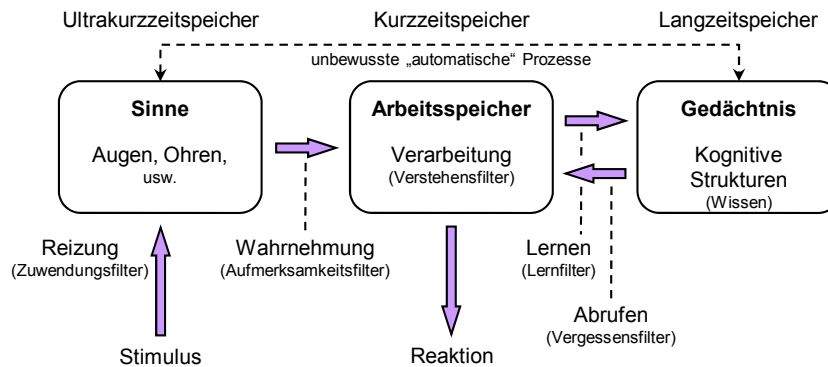 Ultrakurzzeitspeicher Kurzzeitspeicher Langzeitspeicher
unbewusste „automatische“ Prozesse
Sinne
Augen, Ohren,
usw.
Arbeitsspeicher
Verarbeitung
(Verstehensfilter)
Gedächtnis
Kognitive
Strukturen
(Wissen)
Reizung
(Zuwendungsfilter)
Wahrnehmung
(Aufmerksamkeitsfilter)
Lernen
(Lernfilter)
Abrufen
(Vergessensfilter)
Stimulus
Reaktion